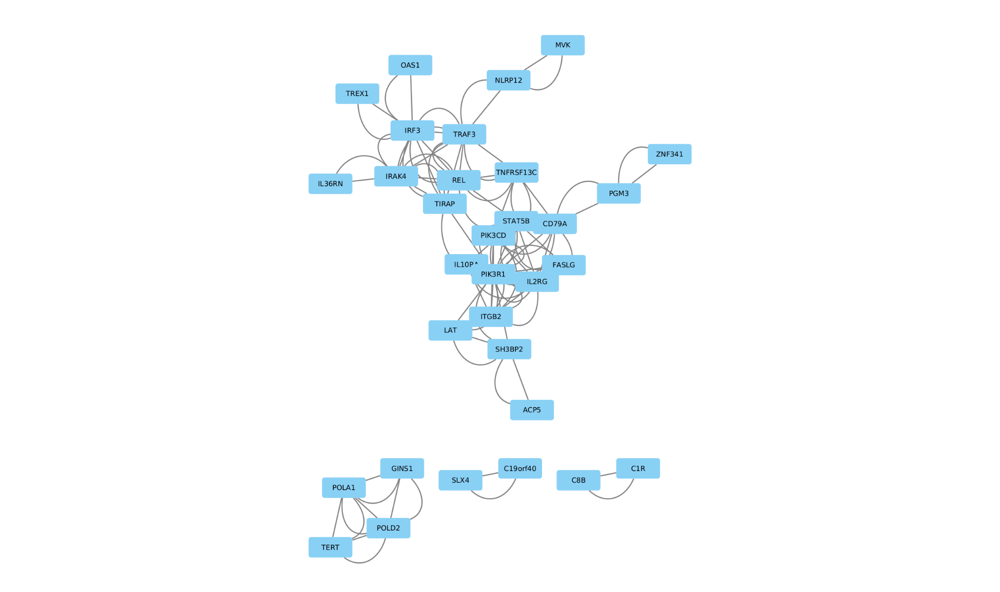 MVK
OAS1
NLRP12
TREX1
IRF3
TRAF3
ZNF341
TNFRSF13C
IRAK4
REL
IL36RN
PGM3
TIRAP
STAT5B
CD79A
PIK3CD
IL10RA
FASLG
PIK3R1
IL2RG
ITGB2
LAT
SH3BP2
ACP5
GINS1
C19orf40
C1R
SLX4
C8B
POLA1
POLD2
TERT